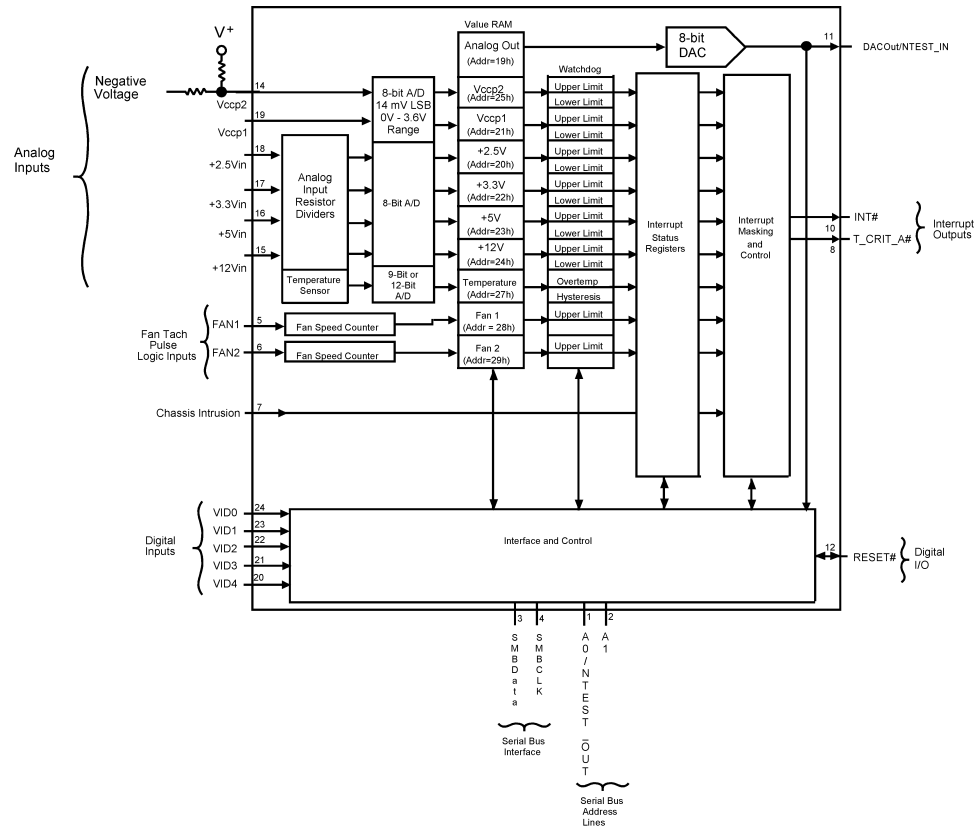 V+
Negative
Voltage
Analog
Inputs
14
Vccp2
19
Vccp1
18
+2.5Vin
17
+3.3Vin
16
+5Vin
15
+12Vin
Analog
Input
Resistor
Dividers
Temperature
Sensor
8-bit A/D
14 mV LSB
0V - 3.6V
Range
8-Bit A/D
9-Bit or
12-Bit
A/D
Value RAM
Analog Out
(Addr=19h)
Vccp2
(Addr=25h)
Vccp1
(Addr=21h)
+2.5V
(Addr=20h)
+3.3V
(Addr=22h)
+5V
(Addr=23h)
+12V
(Addr=24h)
Temperature
(Addr=27h)
Fan 1
(Addr = 28h)
Fan 2
(Addr=29h)
Watchdog
Upper Limit
Lower Limit
Upper Limit
Lower Limit
Upper Limit
Lower Limit
Upper Limit
Lower Limit
Upper Limit
Lower Limit
Upper Limit
Lower Limit
Overtemp
Hysteresis
Upper Limit
Upper Limit
8-bit
DAC
11
DACOut/NTEST_IN
Interrupt
Status
Registers
Interrupt
Masking
and
Control
INT#
10
T_CRIT_A#
8
Interrupt
Outputs
Fan Tach
Pulse
Logic Inputs
FAN1
5
Fan Speed Counter
FAN2
6
Fan Speed Counter
Chassis Intrusion
7
Digital
Inputs
VID0
24
VID1
23
VID2
22
VID3
21
VID4
20
Interface and Control
12
RESET#
Digital
I/O
3
4
1
2
SMBData
SMBCLK
A0/NTEST_OUT
A1
Serial Bus
Interface
Serial Bus
Address
Lines